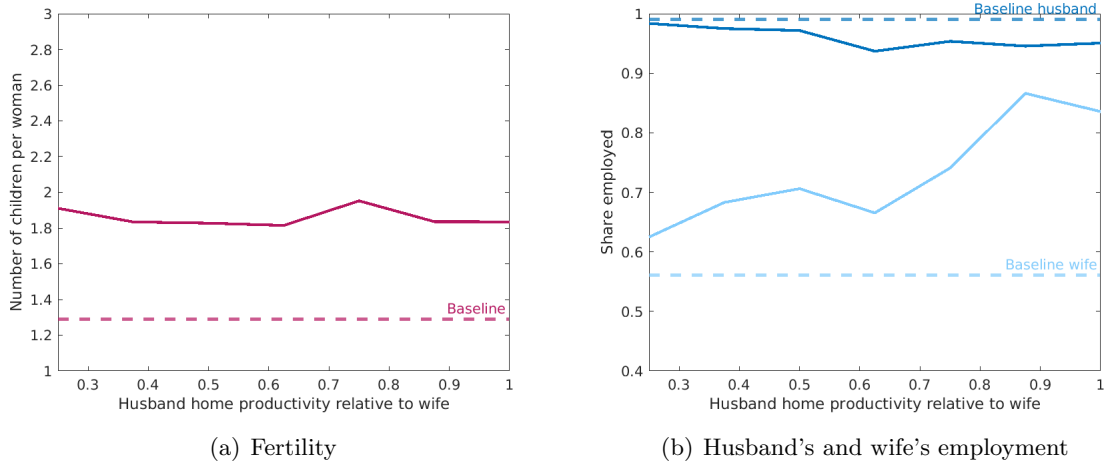 3
2.8
2.6
2.4
2.2
2
1.8
1.6
1.4
1.2
1
Number of children per woman
Baseline
0.3 0.4 0.5 0.6 0.7 0.8 0.9 1
Husband home productivity relative to wife
(a) Fertility
1
0.9
0.8
0.7
0.6
0.5
0.4
Share employed
Baseline husband
Baseline wife
0.3 0.4 0.5 0.6 0.7 0.8 0.9 1
Husband home productivity relative to wife
(b) Husband's and wife's employment